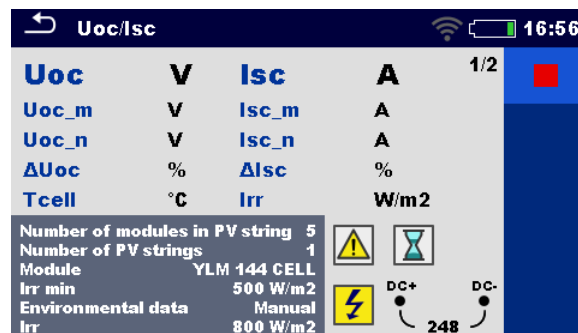 Uoc/Isc 16:56
Uoc V Isc A 1/2
Uoc_m V Isc_m A
Uoc_n V Isc_n A
ΔUoc % ΔIsc %
Tcell °C Irr W/m2
Number of modules in PV string 5
Number of PV strings 1
Module YLM 144 CELL
Irr min 500 W/m2
Environmental data Manual
Irr 800 W/m2
DC+ DC-
248